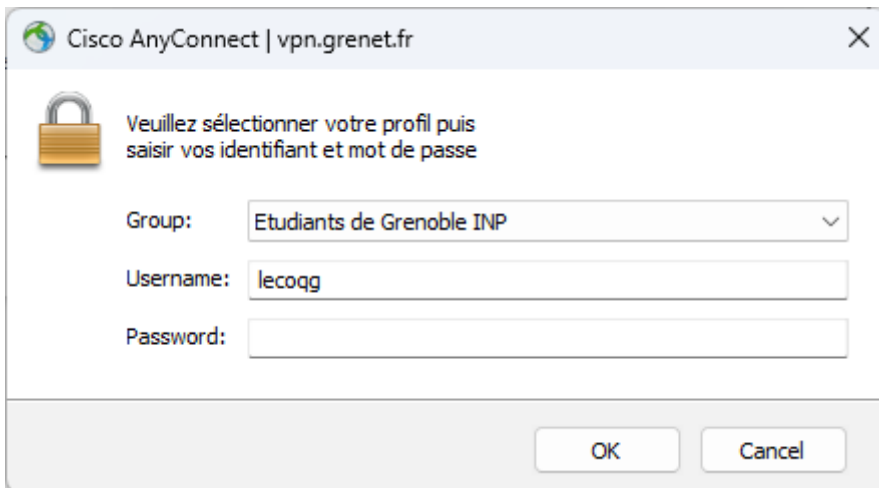 Cisco AnyConnect | vpn.grenet.fr
Veuillez sélectionner votre profil puis
saisir vos identifiant et mot de passe
Group: Etudiants de Grenoble INP
Username: lecoqg
Password:
OK Cancel